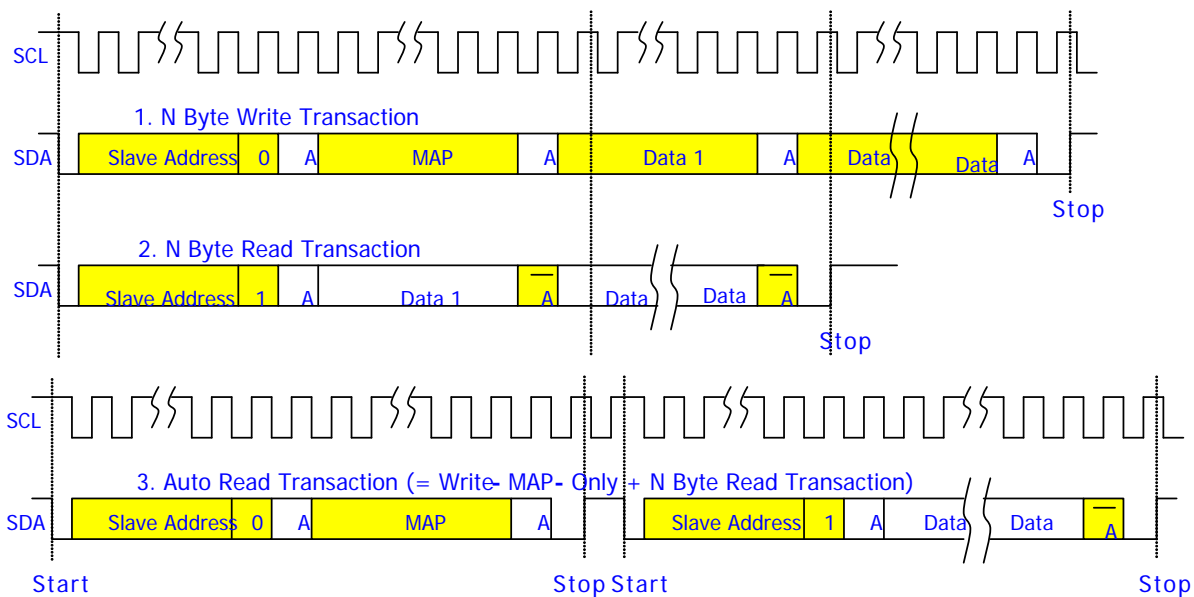 SCL
1. N Byte Write Transaction
SDA Slave Address 0 A MAP A Data 1 A Data Data A
Stop
2. N Byte Read Transaction
SDA Slave Address 1 A Data 1 A Data Data A
Stop
SCL
3. Auto Read Transaction (= Write- MAP- Only + N Byte Read Transaction)
SDA Slave Address 0 A MAP A Slave Address 1 A Data Data A
Start Stop Start Stop